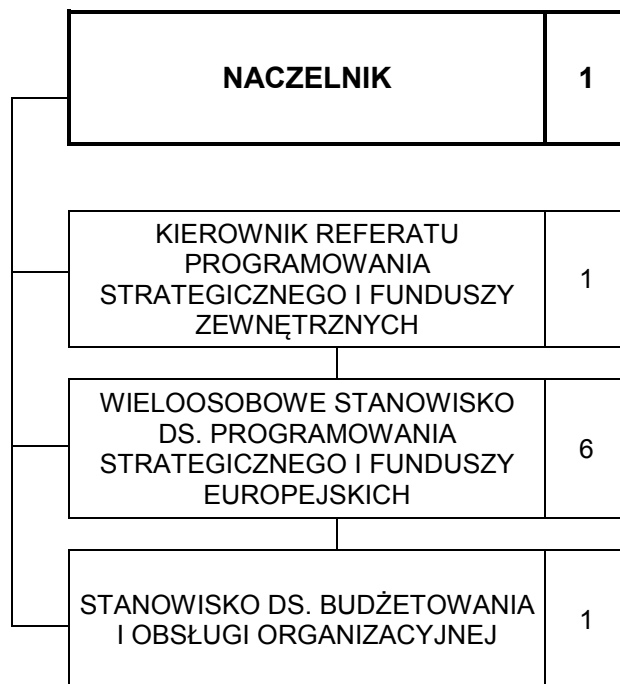 NACZELNIK 1
KIEROWNIK REFERATU
PROGRAMOWANIA
STRATEGICZNEGO I FUNDUSZY
ZEWNĘTRZNYCH
1
WIELOOSOBOWE STANOWISKO
DS. PROGRAMOWANIA
STRATEGICZNEGO I FUNDUSZY
EUROPEJSKICH
6
STANOWISKO DS. BUDŻETOWANIA
I OBSŁUGI ORGANIZACYJNEJ
1